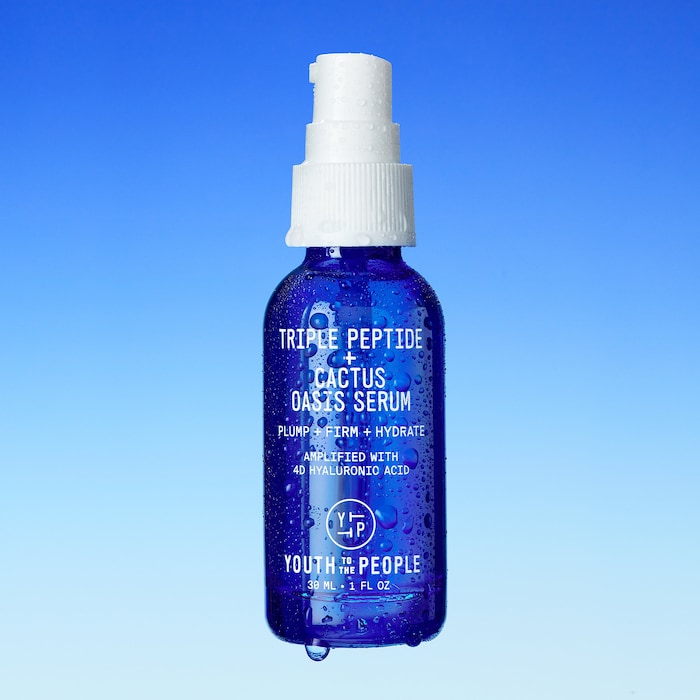 TRIPLE PEPTIDE
+
CACTUS
OASIS SERUM
PLUMP + FIRM + HYDRATE
AMPLIFIED WITH
4D HYALURONIC ACID
YTTP
YOUTH TO THE PEOPLE
30 ML • 1 FL OZ